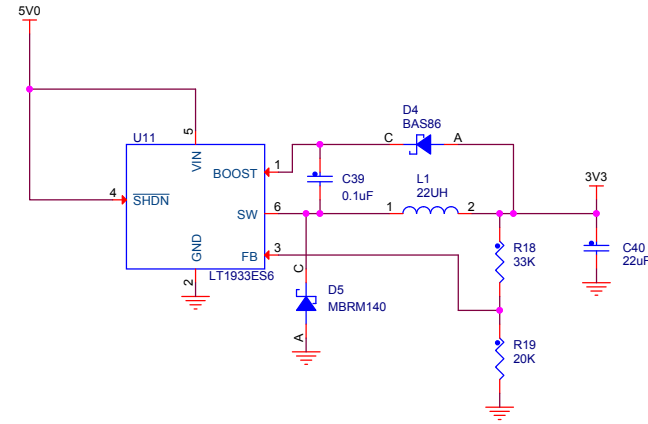 5V0
D4
BAS86
C
A
U11
5
VIN
BOOST
1
C39
0.1uF
L1
22UH
3V3
4
SHDN
SW
6
1
2
GND
FB
3
R18
33K
C40
22uF
2
LT1933ES6
C
D5
MBRM140
A
R19
20K